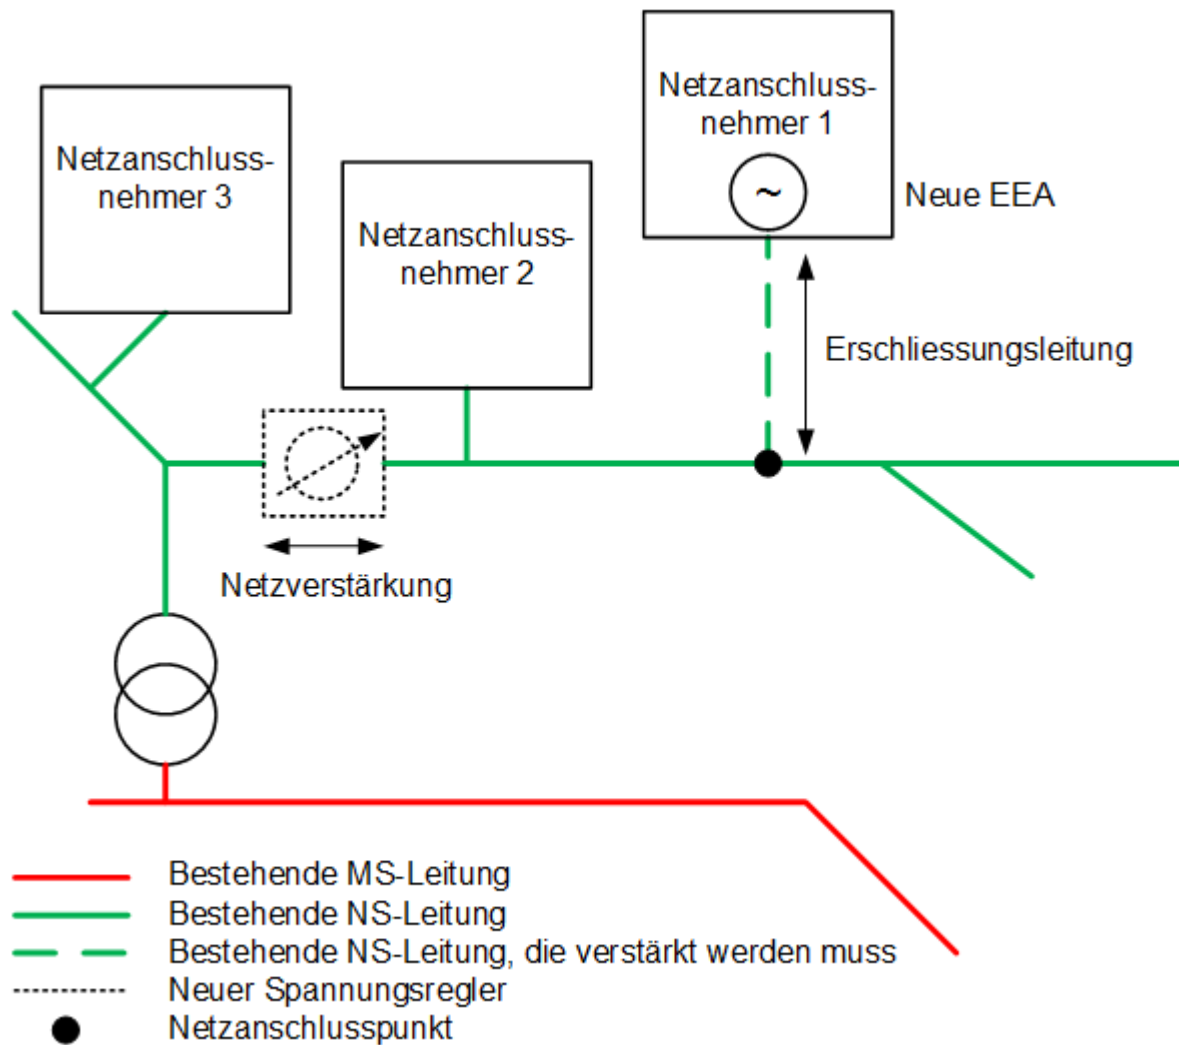 Netzanschluss-
nehmer 1
Netzanschluss-
nehmer 3
Netzanschluss-
nehmer 2
~
Neue EEA
Erschliessungsleitung
Netzverstärkung
Bestehende MS-Leitung
Bestehende NS-Leitung
Bestehende NS-Leitung, die verstärkt werden muss
Neuer Spannungsregler
Netzanschlusspunkt